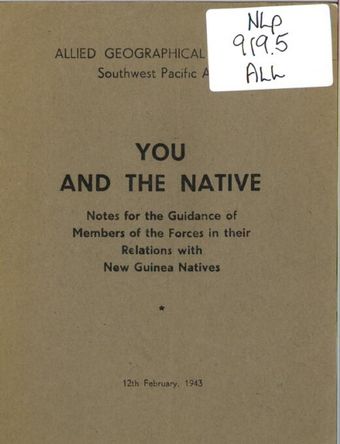 NLP
919.5
ALL
ALLIED GEOGRAPHICAL
Southwest Pacific A
YOU
AND THE NATIVE
Notes for the Guidance of
Members of the Forces in their
Relations with
New Guinea Natives
*
12th February, 1943